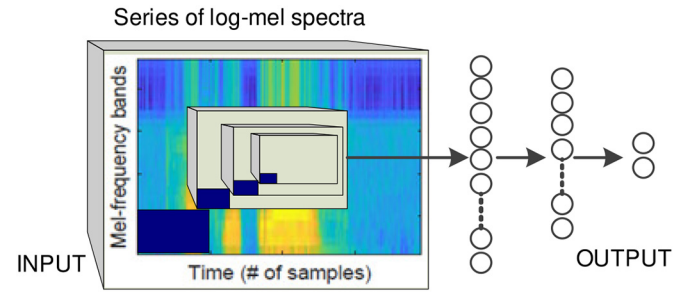 Series of log-mel spectra
Mel-frequency bands
Time (# of samples)
INPUT
OUTPUT